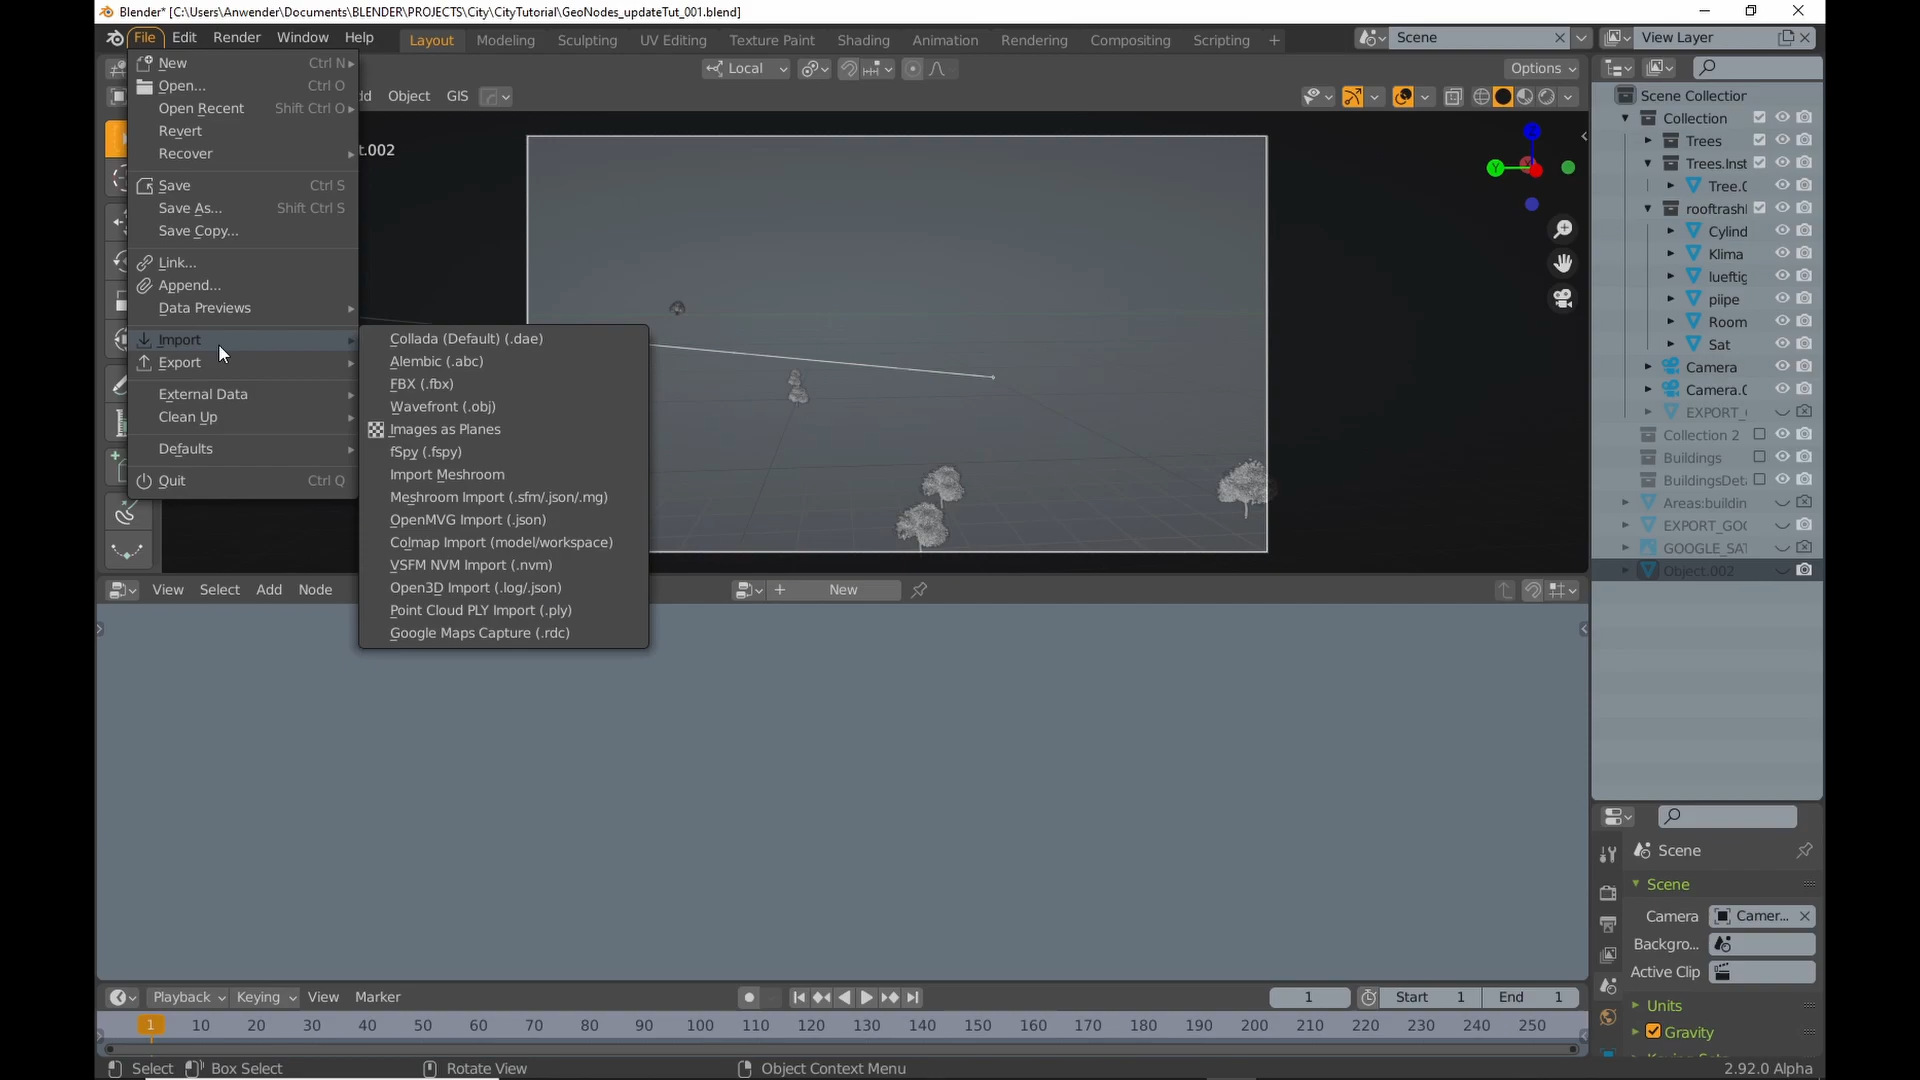 Blender* [C:\Users\Anwender\Documents\BLENDER\PROJECTS\City\CityTutorial\GeoNodes_updateTut_001.blend]
File Edit Render Window Help Layout Modeling Sculpting UV Editing Texture Paint Shading Animation Rendering Compositing Scripting Scene View Layer
New Ctrl N
Open... Ctrl O
Open Recent Shift Ctrl O
Revert
Recover
Save Ctrl S
Save As... Shift Ctrl S
Save Copy...
Link...
Append...
Data Previews
Import
Export
External Data
Clean Up
Defaults
Quit Ctrl Q
Collada (Default) (.dae)
Alembic (.abc)
FBX (.fbx)
Wavefront (.obj)
Images as Planes
fSpy (.fspy)
Import Meshroom
Meshroom Import (.sfm/.json/.mg)
OpenMVG Import (.json)
Colmap Import (model/workspace)
VSFM NVM Import (.nvm)
Open3D Import (.log/.json)
Point Cloud PLY Import (.ply)
Google Maps Capture (.rdc)
Local Options
dd Object GIS
t.002
Scene Collection
Collection
Trees
Trees.Inst
Tree.0
rooftrash
Cylind
Klima
lueftig
piipe
Room
Sat
Camera
Camera.0
EXPORT_
Collection 2
Buildings
BuildingsDeta
Areas:buildin
EXPORT_GOO
GOOGLE_SAT
Object.002
View Select Add Node New
Scene
Scene
Camera Camer...
Backgro...
Active Clip
Units
Gravity
Playback Keying View Marker 1 Start 1 End 1
1 10 20 30 40 50 60 70 80 90 100 110 120 130 140 150 160 170 180 190 200 210 220 230 240 250
Select Box Select Rotate View Object Context Menu 2.92.0 Alpha